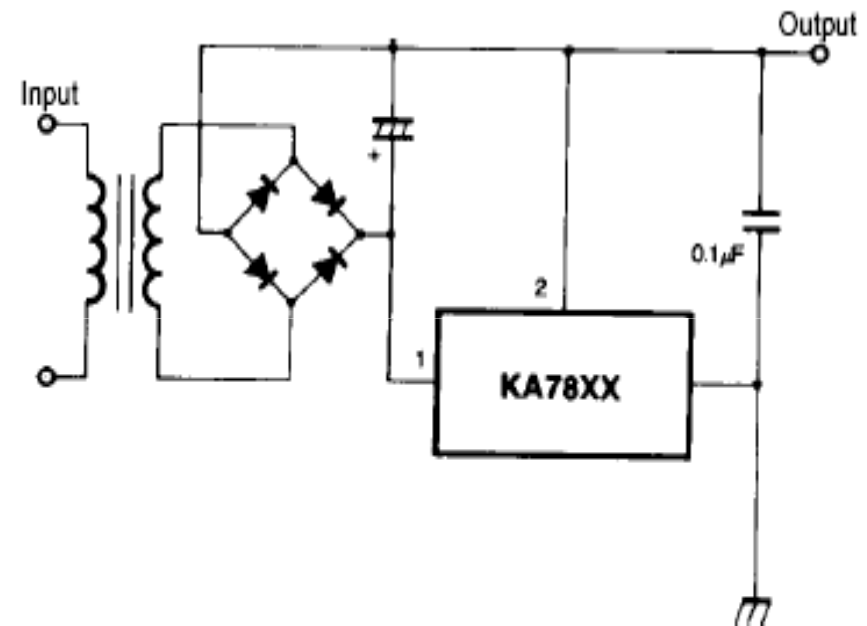 Output
Input
+
0.1μF
2
1
KA78XX